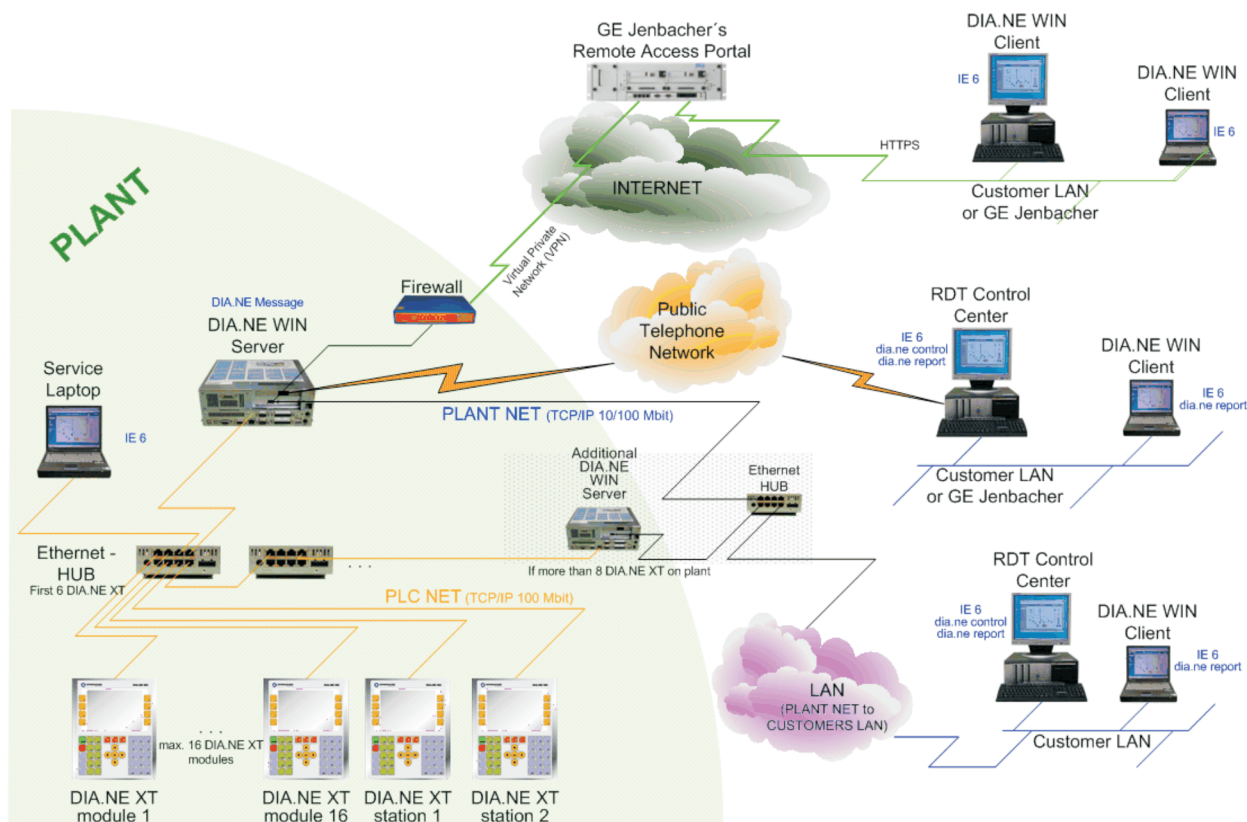 GE Jenbacher´s
Remote Access Portal
DIA.NE WIN
Client
IE 6
DIA.NE WIN
Client
IE 6
HTTPS
INTERNET
Customer LAN
or GE Jenbacher
PLANT
Virtual Private
Network (VPN)
Firewall
DIA.NE Message
DIA.NE WIN
Server
Public
Telephone
Network
RDT Control
Center
IE 6
dia.ne control
dia.ne report
DIA.NE WIN
Client
IE 6
dia.ne report
Customer LAN
or GE Jenbacher
Service
Laptop
IE 6
PLANT NET (TCP/IP 10/100 Mbit)
Additional
DIA.NE
WIN
Server
Ethernet
HUB
If more than 8 DIA.NE XT on plant
Ethernet -
HUB
First 6 DIA.NE XT
. . .
PLC NET (TCP/IP 100 Mbit)
RDT Control
Center
IE 6
dia.ne control
dia.ne report
DIA.NE WIN
Client
IE 6
dia.ne report
LAN
(PLANT NET to
CUSTOMERS LAN)
Customer LAN
. . .
max. 16 DIA.NE XT
modules
DIA.NE XT
module 1
DIA.NE XT
module 16
DIA.NE XT
station 1
DIA.NE XT
station 2